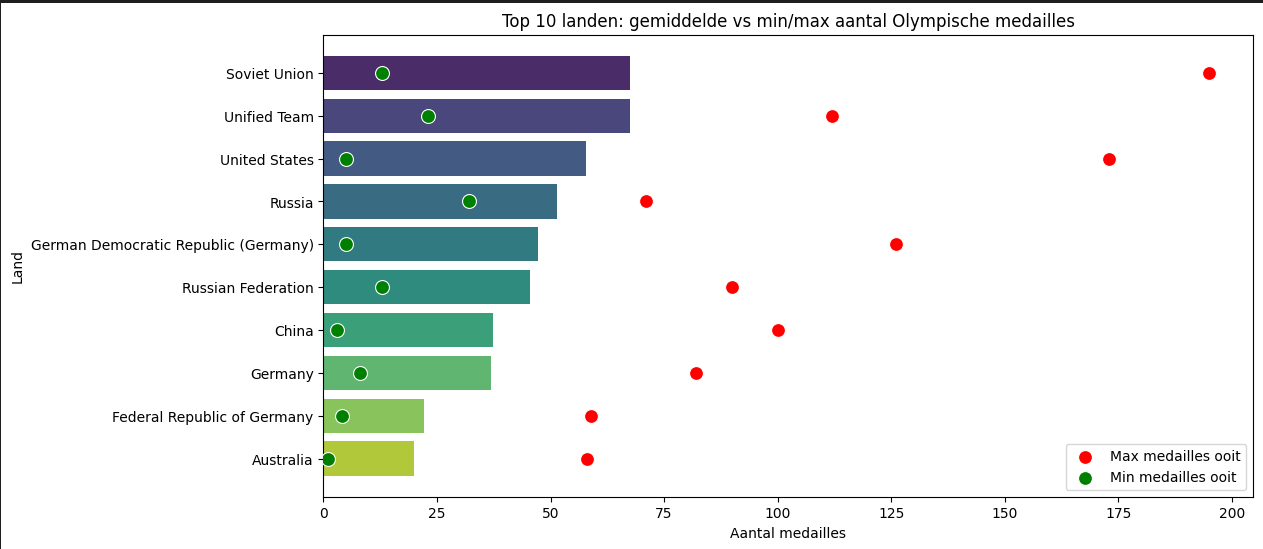 Top 10 landen: gemiddelde vs min/max aantal Olympische medailles
Land
Soviet Union
Unified Team
United States
Russia
German Democratic Republic (Germany)
Russian Federation
China
Germany
Federal Republic of Germany
Australia
Max medailles ooit
Min medailles ooit
0 25 50 75 100 125 150 175 200
Aantal medailles